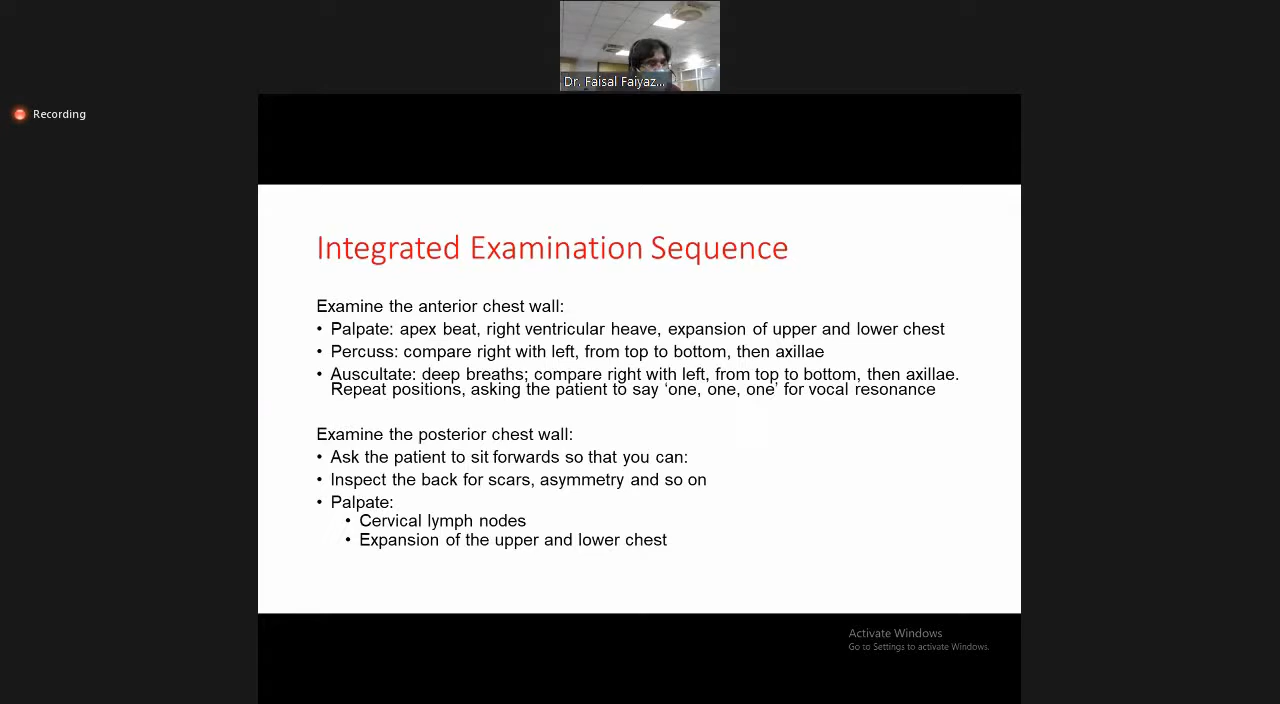 Dr. Faisal Faiyaz...
Recording
Integrated Examination Sequence
Examine the anterior chest wall:
• Palpate: apex beat, right ventricular heave, expansion of upper and lower chest
• Percuss: compare right with left, from top to bottom, then axillae
• Auscultate: deep breaths; compare right with left, from top to bottom, then axillae.
Repeat positions, asking the patient to say ‘one, one, one’ for vocal resonance
Examine the posterior chest wall:
• Ask the patient to sit forwards so that you can:
• Inspect the back for scars, asymmetry and so on
• Palpate:
• Cervical lymph nodes
• Expansion of the upper and lower chest
Activate Windows
Go to Settings to activate Windows.